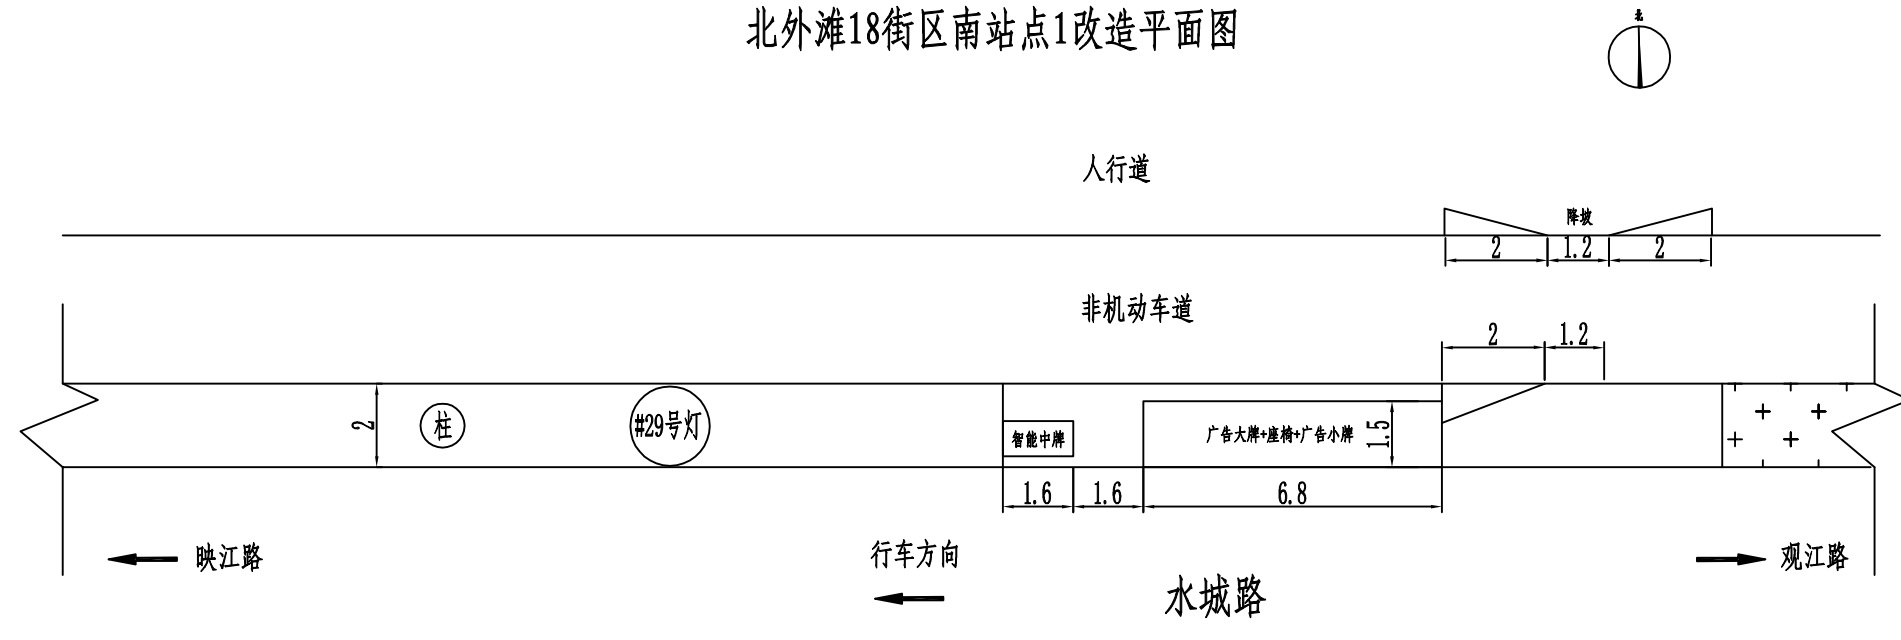 北外滩18街区南站点1改造平面图
北
人行道
降坡
2
1.2
2
非机动车道
2
1.2
2
柱
#29号灯
智能中牌
广告大牌+座椅+广告小牌
1.5
1.6
1.6
6.8
映江路
行车方向
水城路
观江路